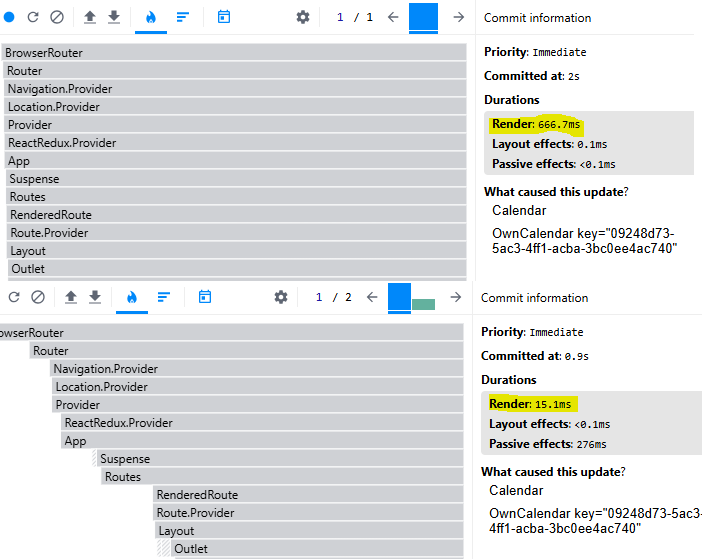 1 / 1
Commit information
BrowserRouter
Router
Navigation.Provider
Location.Provider
Provider
ReactRedux.Provider
App
Suspense
Routes
RenderedRoute
Route.Provider
Layout
Outlet
Priority: Immediate
Committed at: 2s
Durations
Render: 666.7ms
Layout effects: 0.1ms
Passive effects: <0.1ms
What caused this update?
Calendar
OwnCalendar key="09248d73-
5ac3-4ff1-acba-3bc0ee4ac740"
1 / 2
Commit information
owserRouter
Router
Navigation.Provider
Location.Provider
Provider
ReactRedux.Provider
App
Suspense
Routes
RenderedRoute
Route.Provider
Layout
Outlet
Priority: Immediate
Committed at: 0.9s
Durations
Render: 15.1ms
Layout effects: <0.1ms
Passive effects: 276ms
What caused this update?
Calendar
OwnCalendar key="09248d73-5ac3-
4ff1-acba-3bc0ee4ac740"